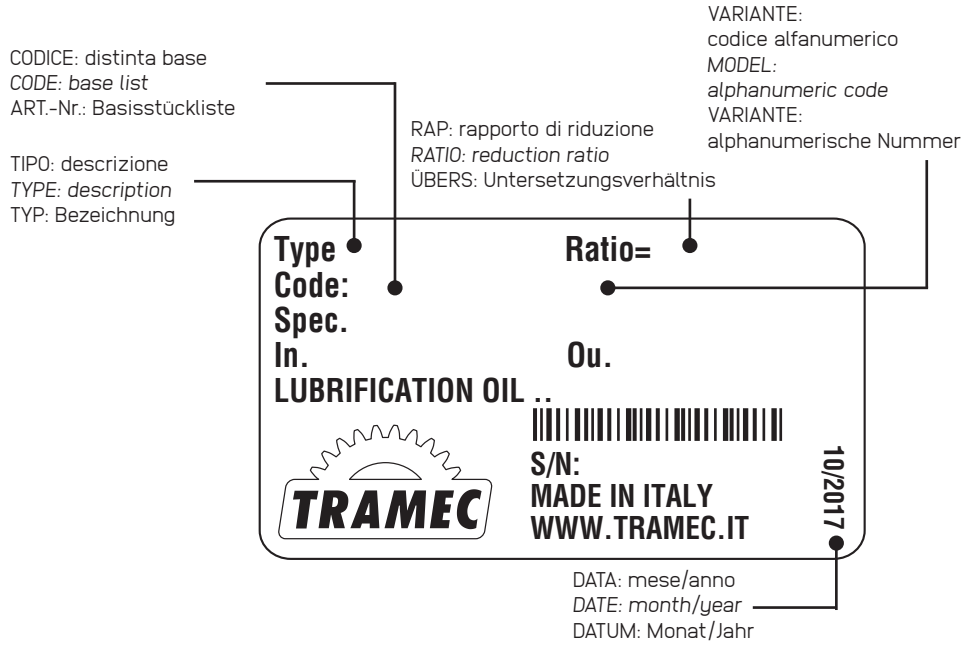 VARIANTE:
codice alfanumerico
MODEL:
alphanumeric code
VARIANTE:
alphanumerische Nummer
CODICE: distinta base
CODE: base list
ART.-Nr.: Basisstückliste
RAP: rapporto di riduzione
RATIO: reduction ratio
ÜBERS: Untersetzungsverhältnis
TIPO: descrizione
TYPE: description
TYP: Bezeichnung
Type
Ratio=
Code:
Spec.
In.
Ou.
LUBRIFICATION OIL ..
TRAMEC
S/N:
MADE IN ITALY
WWW.TRAMEC.IT
10/2017
DATA: mese/anno
DATE: month/year
DATUM: Monat/Jahr